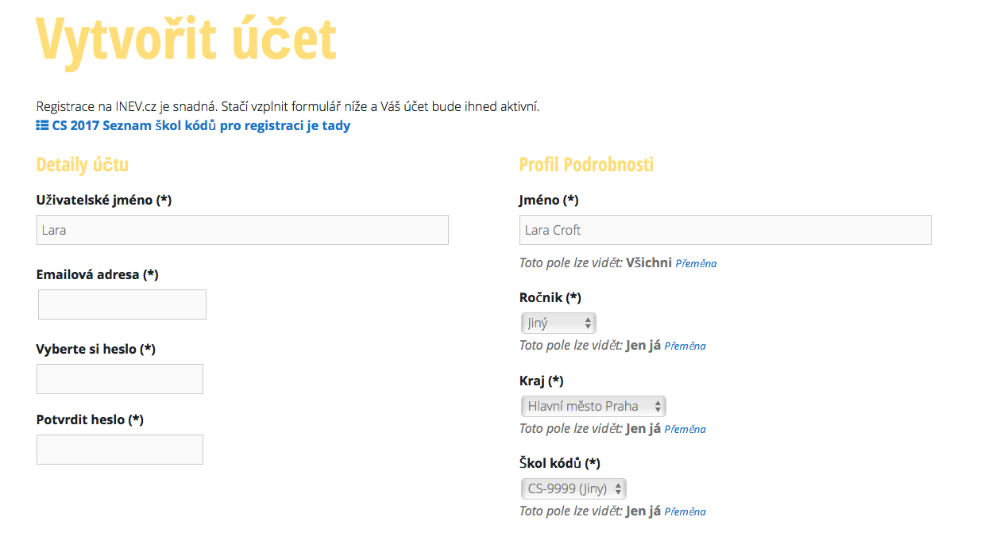 Vytvořit účet
Registrace na INEV.cz je snadná. Stačí vzplnit formulář níže a Váš účet bude ihned aktivní.
CS 2017 Seznam škol kódů pro registraci je tady
Detaily účtu
Uživatelské jméno (*)
Lara
Emailová adresa (*)
Vyberte si heslo (*)
Potvrdit heslo (*)
Profil Podrobnosti
Jméno (*)
Lara Croft
Toto pole lze vidět: Všichni Přeměna
Ročnik (*)
Jiný
Toto pole lze vidět: Jen já Přeměna
Kraj (*)
Hlavní město Praha
Toto pole lze vidět: Jen já Přeměna
Škol kódů (*)
CS-9999 (Jiny)
Toto pole lze vidět: Jen já Přeměna